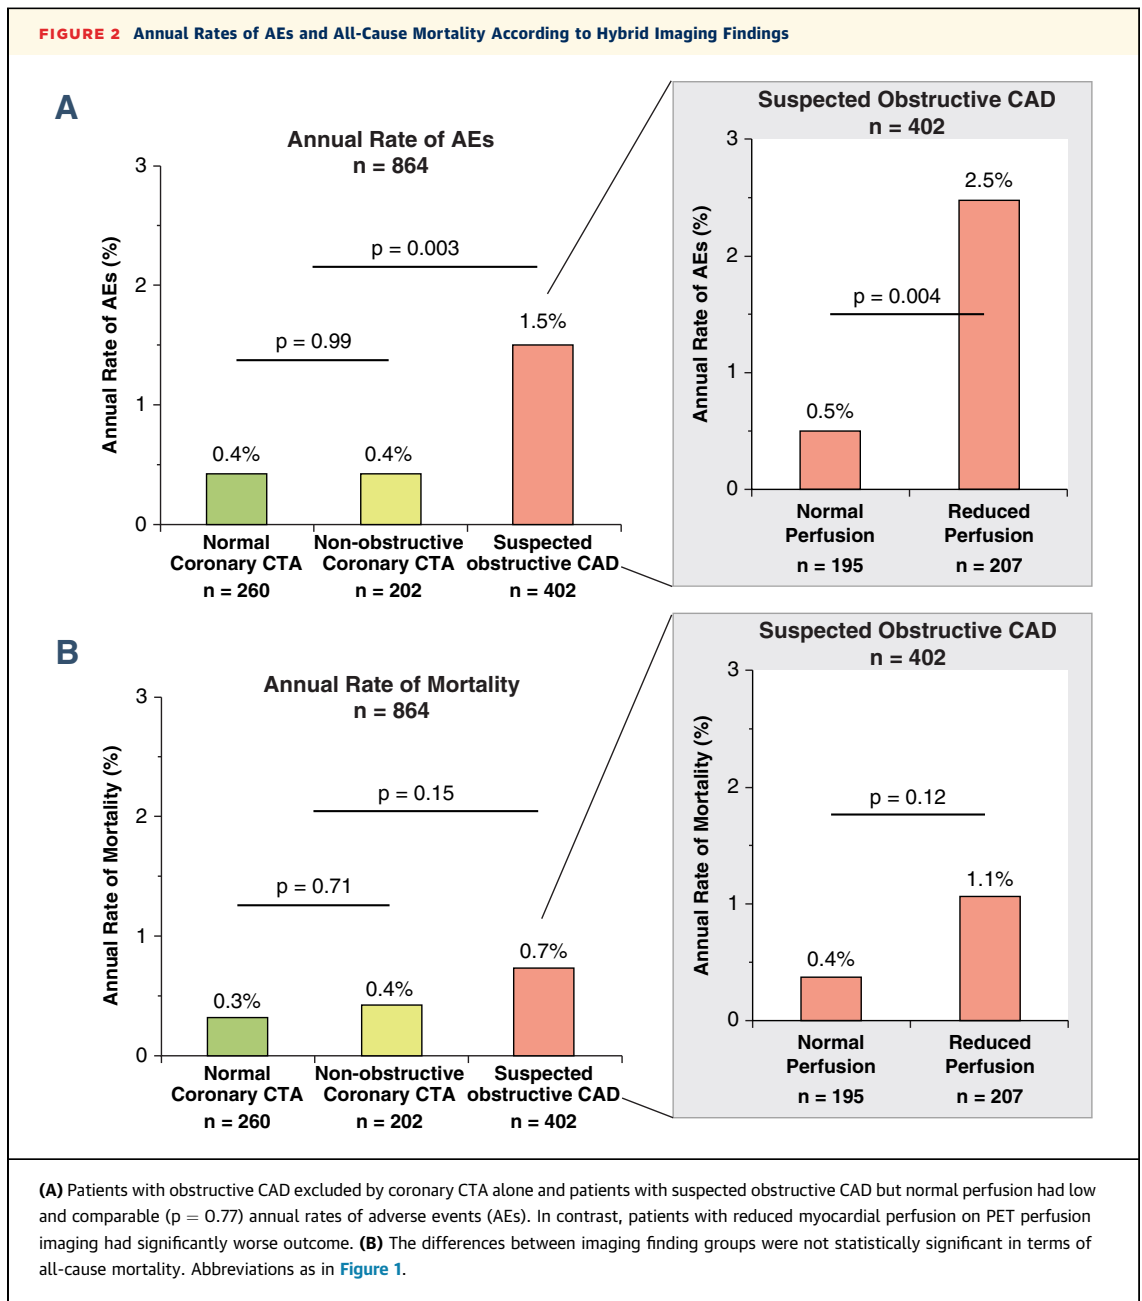 FIGURE 2 Annual Rates of AEs and All-Cause Mortality According to Hybrid Imaging Findings
A
Annual Rate of AEs
n = 864
Annual Rate of AEs (%)
3
2
1
0
p = 0.003
p = 0.99
0.4%
0.4%
1.5%
Normal
Coronary CTA
n = 260
Non-obstructive
Coronary CTA
n = 202
Suspected
obstructive CAD
n = 402
Suspected Obstructive CAD
n = 402
Annual Rate of AEs (%)
3
2
1
0
p = 0.004
0.5%
2.5%
Normal
Perfusion
n = 195
Reduced
Perfusion
n = 207
B
Annual Rate of Mortality
n = 864
Annual Rate of Mortality (%)
3
2
1
0
p = 0.15
p = 0.71
0.3%
0.4%
0.7%
Normal
Coronary CTA
n = 260
Non-obstructive
Coronary CTA
n = 202
Suspected
obstructive CAD
n = 402
Suspected Obstructive CAD
n = 402
Annual Rate of Mortality (%)
3
2
1
0
p = 0.12
0.4%
1.1%
Normal
Perfusion
n = 195
Reduced
Perfusion
n = 207
(A) Patients with obstructive CAD excluded by coronary CTA alone and patients with suspected obstructive CAD but normal perfusion had low
and comparable (p = 0.77) annual rates of adverse events (AEs). In contrast, patients with reduced myocardial perfusion on PET perfusion
imaging had significantly worse outcome. (B) The differences between imaging finding groups were not statistically significant in terms of
all-cause mortality. Abbreviations as in Figure 1.